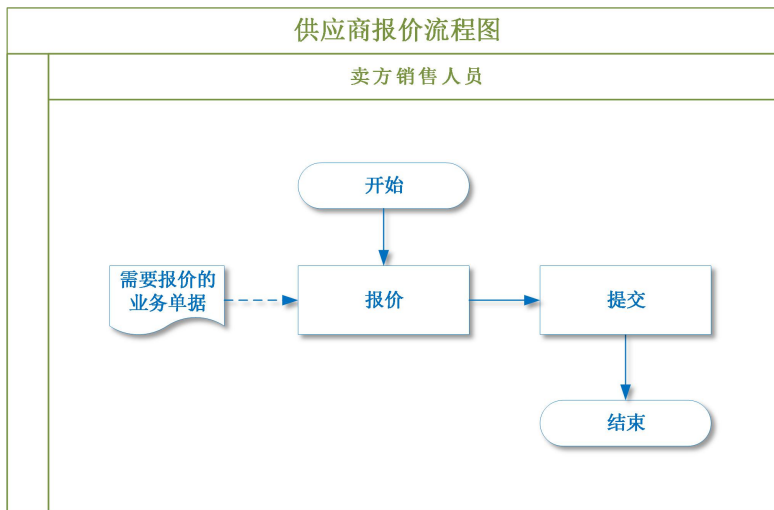 供应商报价流程图
卖方销售人员
开始
需要报价的
业务单据
报价
提交
结束